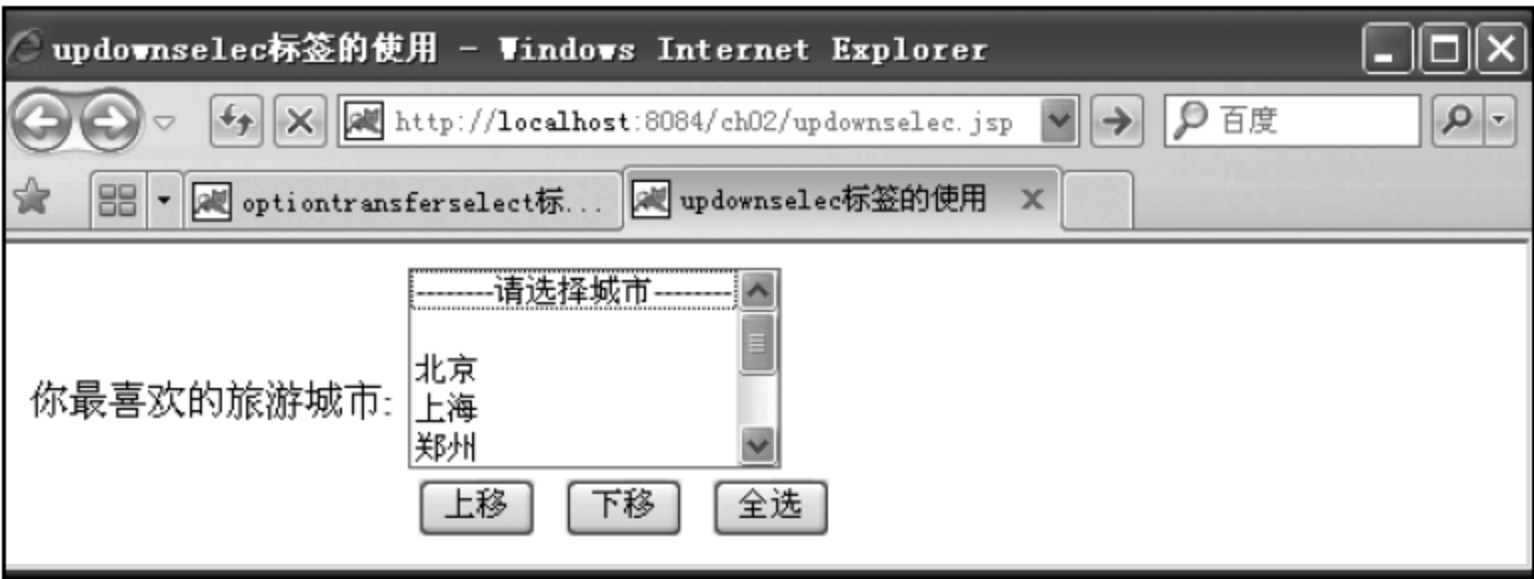 updownselec标签的使用 - Windows Internet Explorer
http://localhost:8084/ch02/updownselec.jsp
百度
optiontransferselect标...
updownselec标签的使用
--------请选择城市--------
北京
你最喜欢的旅游城市:
上海
郑州
上移 下移 全选